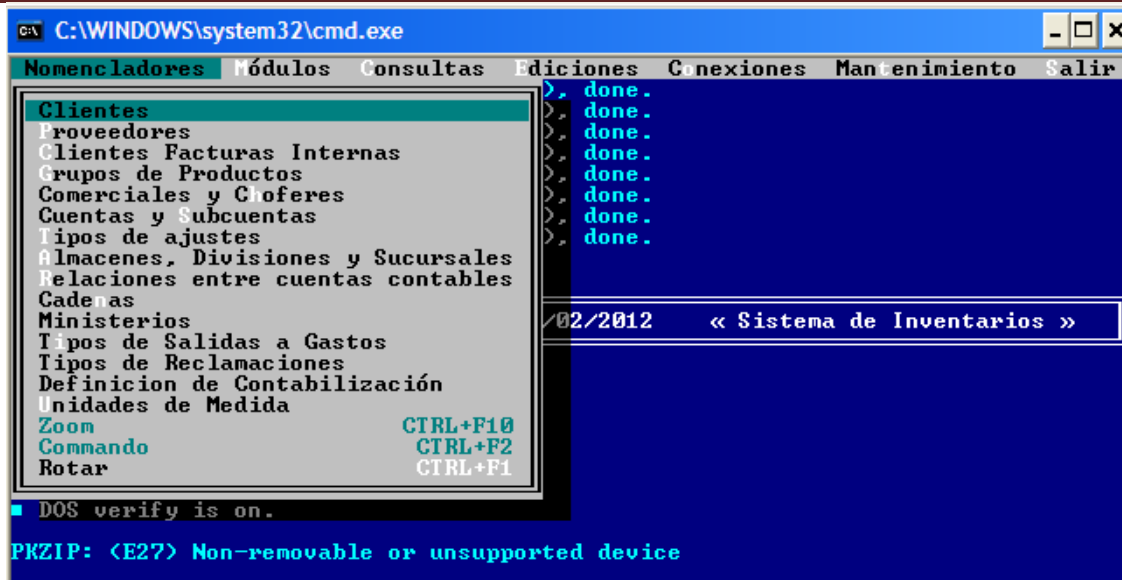 C:\WINDOWS\system32\cmd.exe
Nomencladores Módulos Consultas Ediciones Conexiones Mantenimiento Salir
), done.
Clientes ), done.
Proveedores ), done.
Clientes Facturas Internas ), done.
Grupos de Productos ), done.
Comerciales y Choferes ), done.
Cuentas y Subcuentas ), done.
Tipos de ajustes ), done.
Almacenes, Divisiones y Sucursales
Relaciones entre cuentas contables
Cadenas
Ministerios /02/2012 « Sistema de Inventarios »
Tipos de Salidas a Gastos
Tipos de Reclamaciones
Definicion de Contabilización
Unidades de Medida
Zoom CTRL+F10
Commando CTRL+F2
Rotar CTRL+F1
DOS verify is on.
PKZIP: (E27) Non-removable or unsupported device